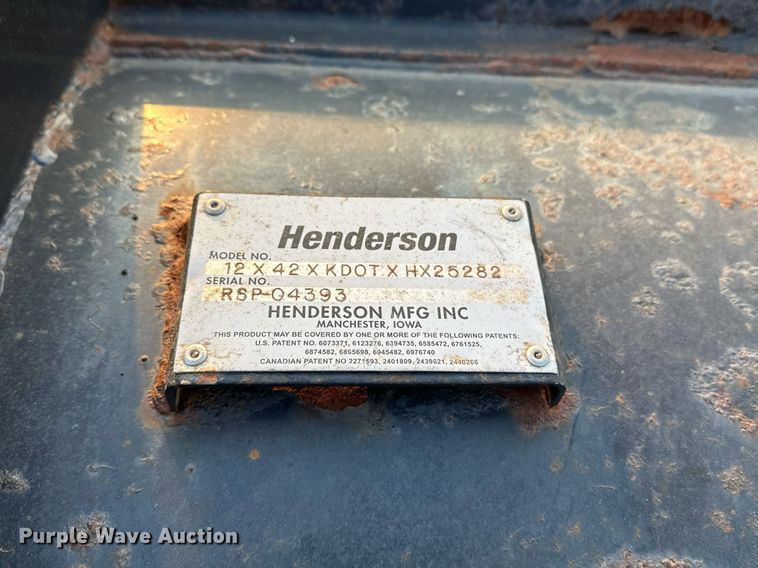 Henderson
MODEL NO.
12 X 42 X KDOT X HX25282
SERIAL NO.
RSP-04393
HENDERSON MFG INC
MANCHESTER, IOWA
THIS PRODUCT MAY BE COVERED BY ONE OR MORE OF THE FOLLOWING PATENTS:
U.S. PATENT NO. 6073371, 6123276, 6394735, 6585472, 6761525,
6874582, 6895698, 6945482, 6976740
CANADIAN PATENT NO 2271593, 2401809, 2439621, 2440266
Purple Wave Auction